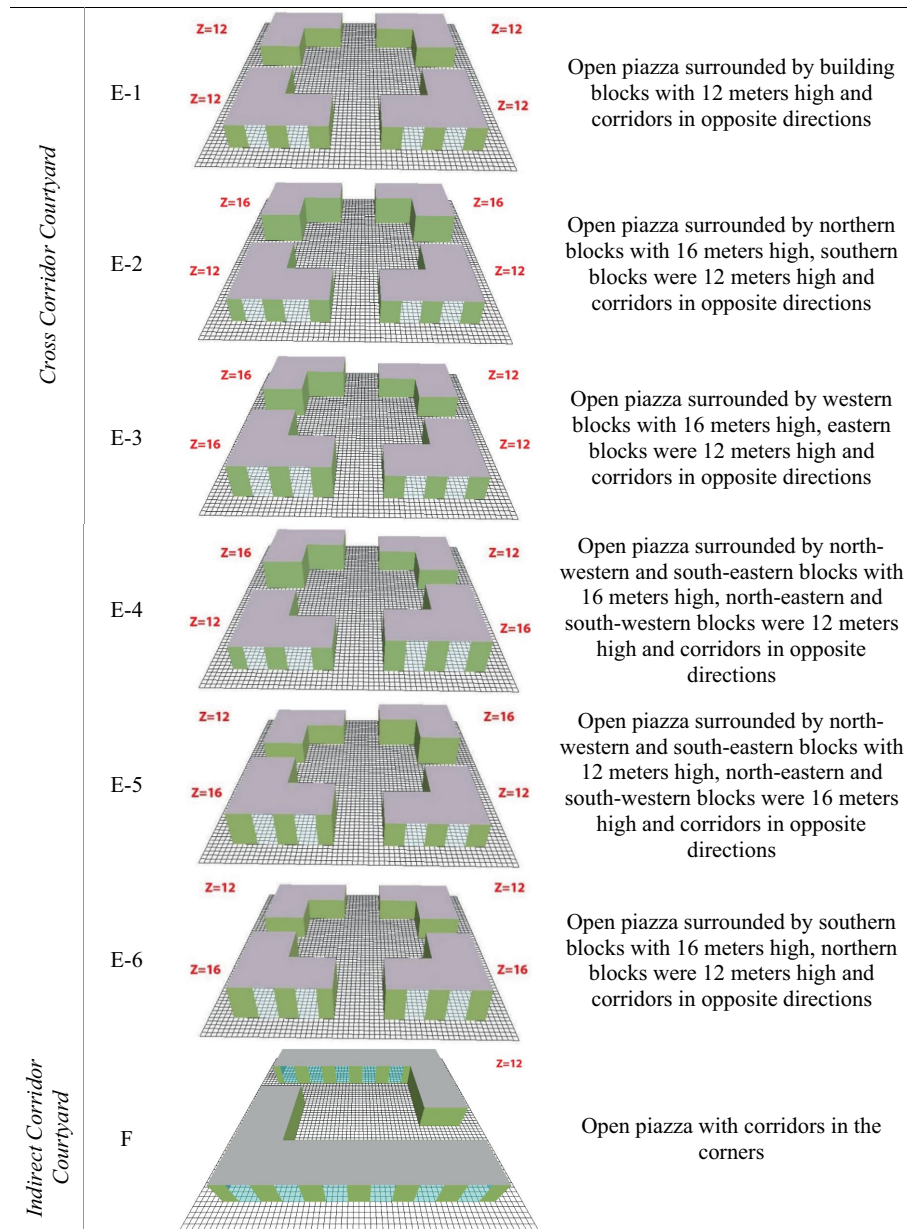 Cross Corridor Courtyard
E-1
Z=12
Z=12
Z=12
Z=12
Open piazza surrounded by building
blocks with 12 meters high and
corridors in opposite directions
E-2
Z=16
Z=16
Z=12
Z=12
Open piazza surrounded by northern
blocks with 16 meters high, southern
blocks were 12 meters high and
corridors in opposite directions
E-3
Z=16
Z=12
Z=16
Z=12
Open piazza surrounded by western
blocks with 16 meters high, eastern
blocks were 12 meters high and
corridors in opposite directions
E-4
Z=16
Z=12
Z=12
Z=16
Open piazza surrounded by north-
western and south-eastern blocks with
16 meters high, north-eastern and
south-western blocks were 12 meters
high and corridors in opposite
directions
E-5
Z=12
Z=16
Z=16
Z=12
Open piazza surrounded by north-
western and south-eastern blocks with
12 meters high, north-eastern and
south-western blocks were 16 meters
high and corridors in opposite
directions
E-6
Z=12
Z=12
Z=16
Z=16
Open piazza surrounded by southern
blocks with 16 meters high, northern
blocks were 12 meters high and
corridors in opposite directions
Indirect Corridor
Courtyard
F
Z=12
Open piazza with corridors in the
corners